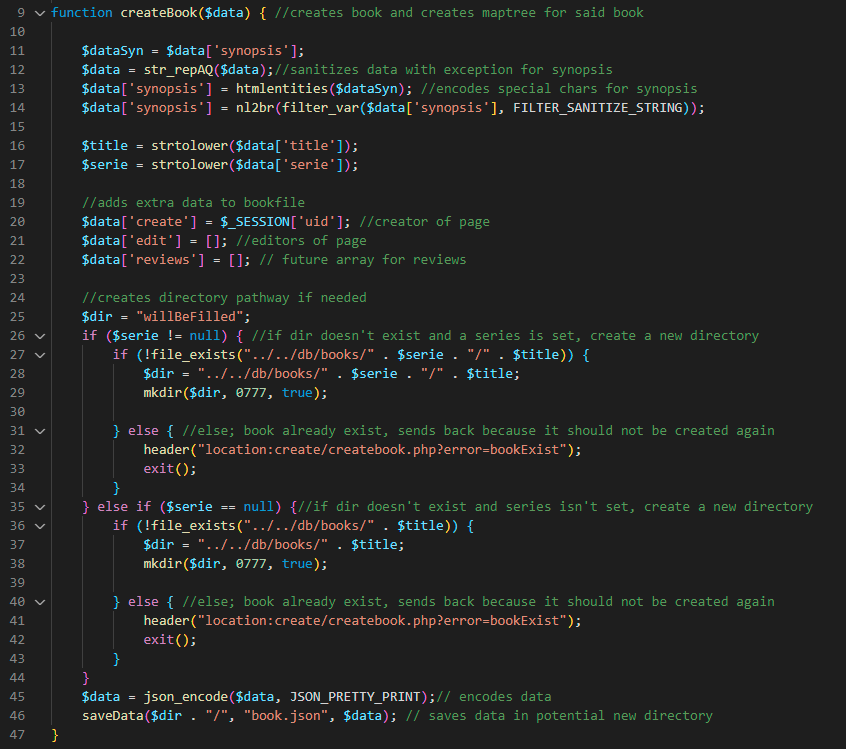 9 function createBook($data) { //creates book and creates maptree for said book
10
11 $dataSyn = $data['synopsis'];
12 $data = str_repAQ($data);//sanitizes data with exception for synopsis
13 $data['synopsis'] = htmlentities($dataSyn); //encodes special chars for synopsis
14 $data['synopsis'] = nl2br(filter_var($data['synopsis'], FILTER_SANITIZE_STRING));
15
16 $title = strtolower($data['title']);
17 $serie = strtolower($data['serie']);
18
19 //adds extra data to bookfile
20 $data['create'] = $_SESSION['uid']; //creator of page
21 $data['edit'] = []; //editors of page
22 $data['reviews'] = []; // future array for reviews
23
24 //creates directory pathway if needed
25 $dir = "willBeFilled";
26 if ($serie != null) { //if dir doesn't exist and a series is set, create a new directory
27 if (!file_exists("../../db/books/" . $serie . "/" . $title)) {
28 $dir = "../../db/books/" . $serie . "/" . $title;
29 mkdir($dir, 0777, true);
30
31 } else { //else; book already exist, sends back because it should not be created again
32 header("location:create/createbook.php?error=bookExist");
33 exit();
34 }
35 } else if ($serie == null) {//if dir doesn't exist and series isn't set, create a new directory
36 if (!file_exists("../../db/books/" . $title)) {
37 $dir = "../../db/books/" . $title;
38 mkdir($dir, 0777, true);
39
40 } else { //else; book already exist, sends back because it should not be created again
41 header("location:create/createbook.php?error=bookExist");
42 exit();
43 }
44 }
45 $data = json_encode($data, JSON_PRETTY_PRINT);// encodes data
46 saveData($dir . "/", "book.json", $data); // saves data in potential new directory
47 }